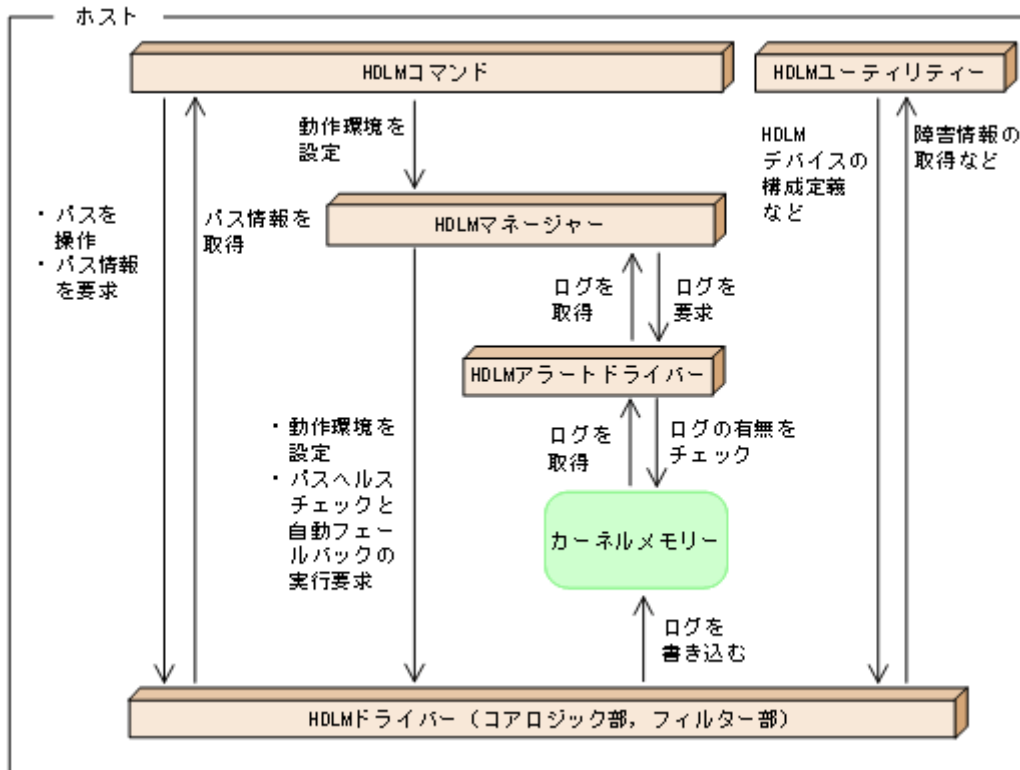 ホスト
HDLMコマンド
HDLMユーティリティー
動作環境を
設定
HDLM
デバイスの
構成定義
など
障害情報の
取得など
・パスを
操作
・パス情報
を要求
パス情報を
取得
HDLMマネージャー
ログを
取得
ログを
要求
HDLMアラートドライバー
・動作環境を
設定
・パスヘルス
チェックと
自動フェー
ルバックの
実行要求
ログを
取得
ログの有無を
チェック
カーネルメモリー
ログを
書き込む
HDLMドライバー（コアロジック部，フィルター部）